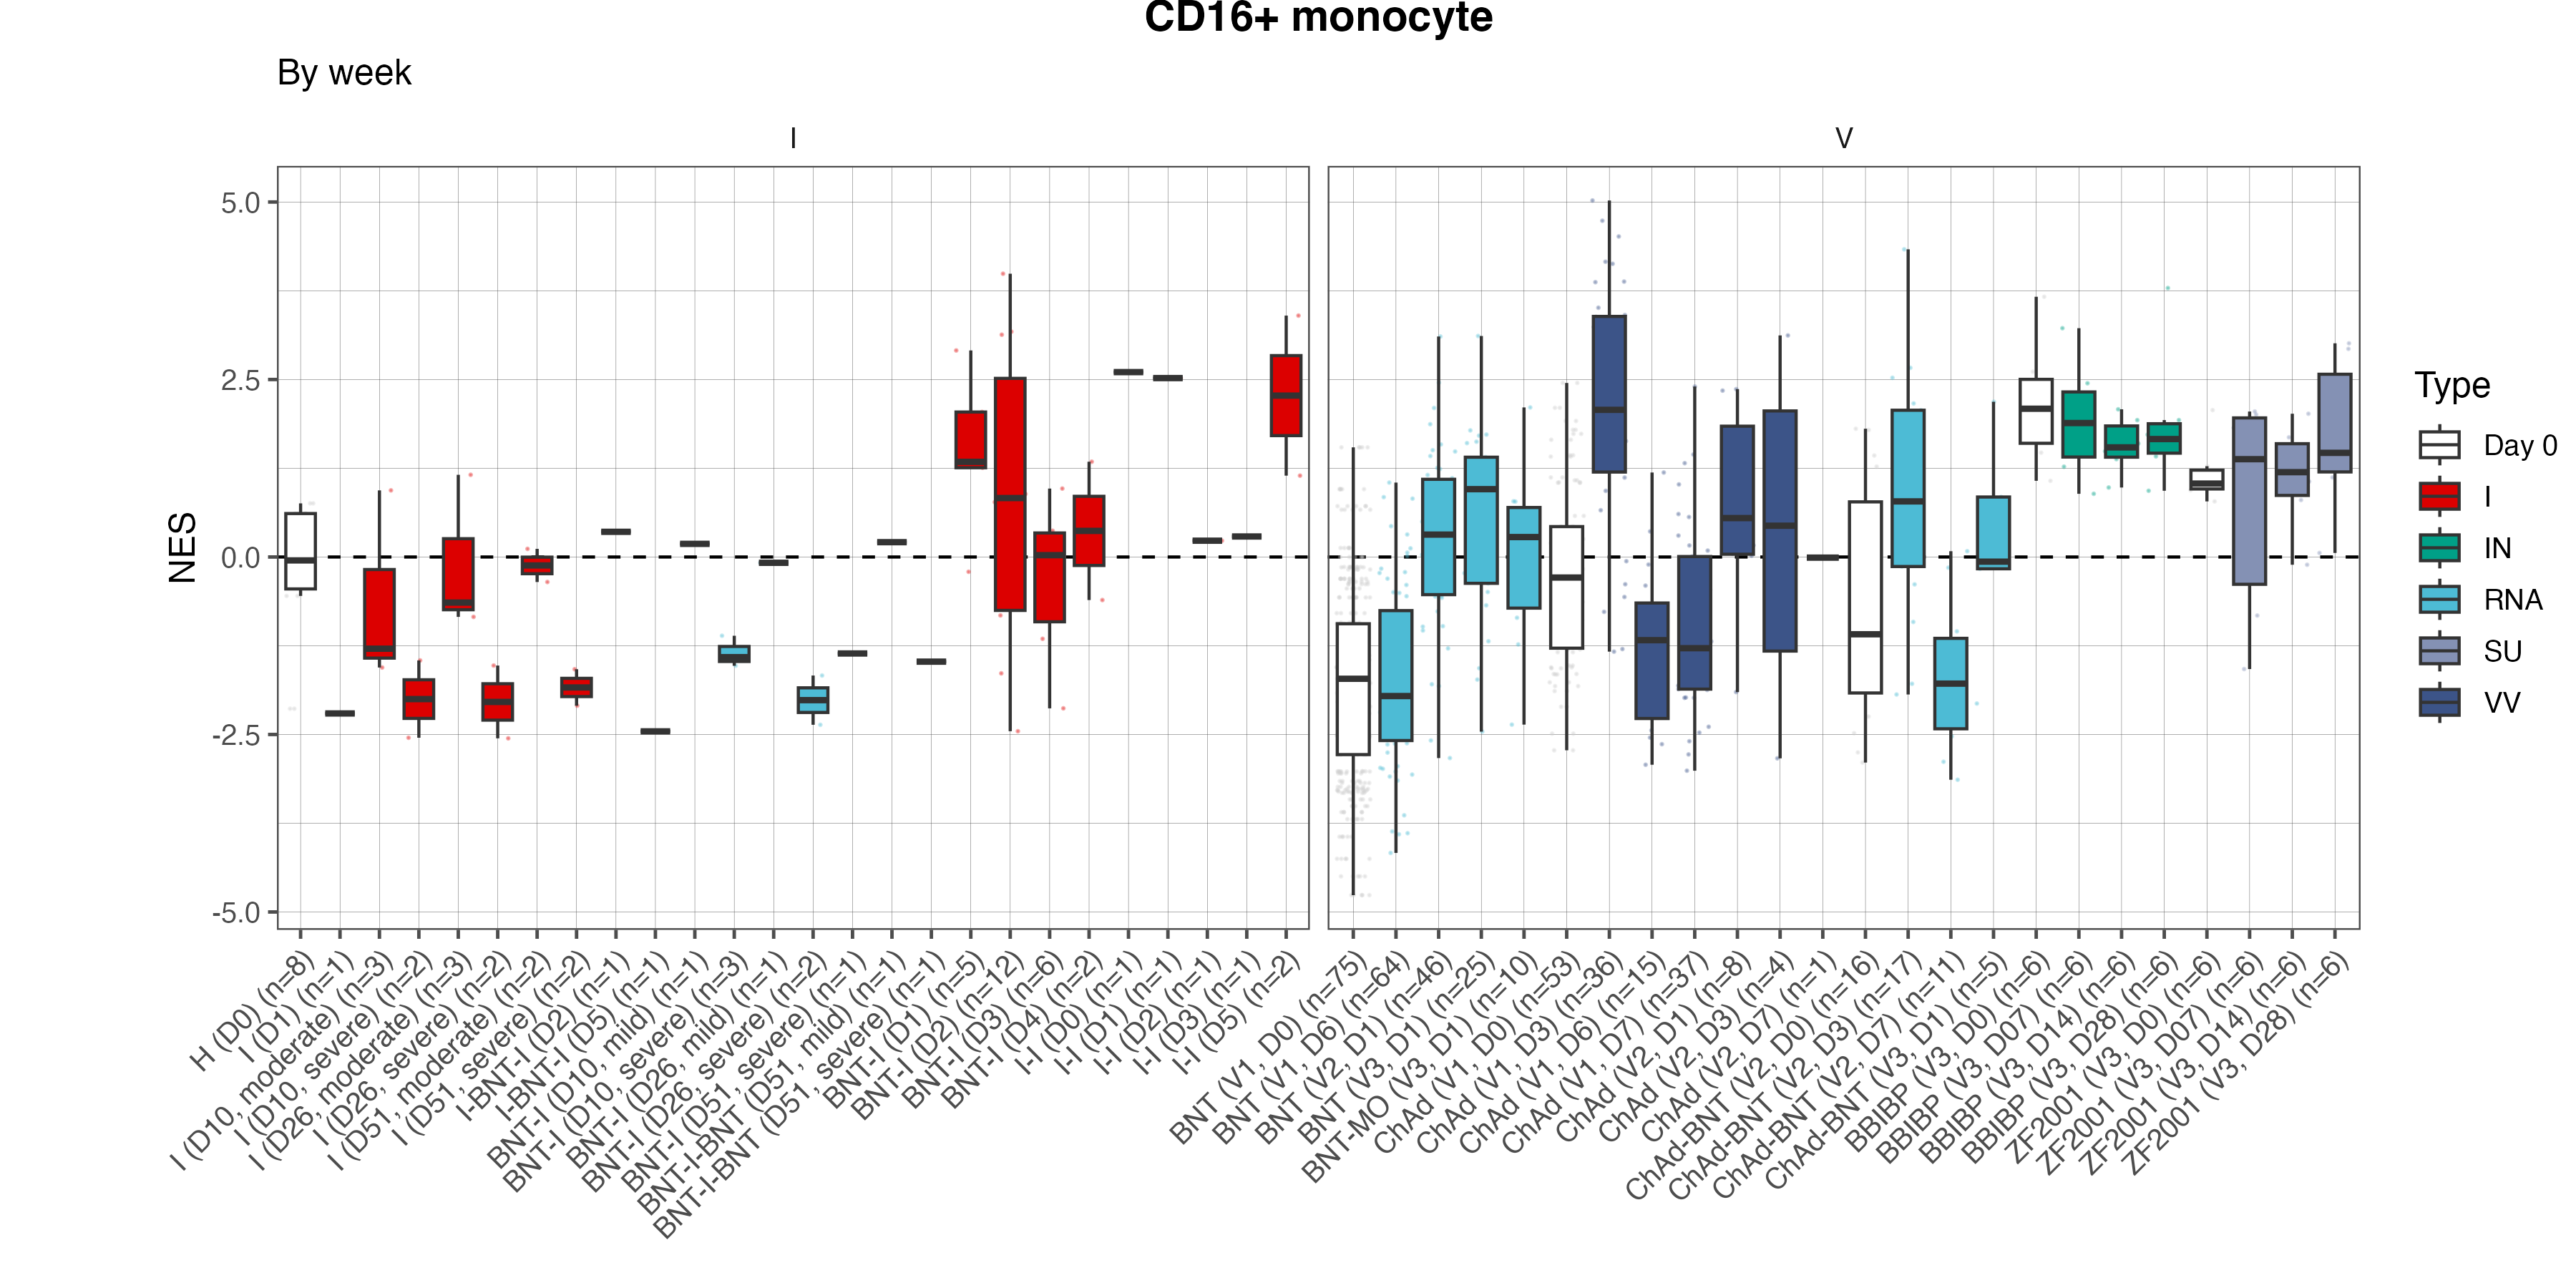 CD16+ monocyte
By week
I
V
NES
5.0
2.5
0.0
-2.5
-5.0
H (D0) (n=8)
I (D1) (n=1)
I (D10, moderate) (n=3)
I (D10, severe) (n=2)
I (D26, moderate) (n=3)
I (D26, severe) (n=2)
I (D51, moderate) (n=2)
I (D51, severe) (n=2)
I-BNT-I (D2) (n=1)
I-BNT-I (D5) (n=1)
BNT-I (D10, mild) (n=1)
BNT-I (D10, severe) (n=3)
BNT-I (D26, mild) (n=1)
BNT-I (D26, severe) (n=2)
BNT-I (D51, severe) (n=1)
BNT-I-BNT (D51, mild) (n=1)
BNT-I-BNT (D51, severe) (n=1)
BNT-I (D1) (n=5)
BNT-I (D2) (n=12)
BNT-I (D3) (n=6)
BNT-I (D4) (n=2)
I-I (D0) (n=1)
I-I (D1) (n=1)
I-I (D2) (n=1)
I-I (D3) (n=1)
I-I (D5) (n=2)
BNT (V1, D0) (n=75)
BNT (V1, D6) (n=64)
BNT (V2, D1) (n=46)
BNT (V3, D1) (n=25)
BNT-MO (V3, D1) (n=10)
ChAd (V1, D0) (n=53)
ChAd (V1, D3) (n=36)
ChAd (V1, D6) (n=15)
ChAd (V1, D7) (n=37)
ChAd (V2, D1) (n=8)
ChAd (V2, D3) (n=4)
ChAd (V2, D7) (n=1)
ChAd-BNT (V2, D0) (n=16)
ChAd-BNT (V2, D3) (n=17)
ChAd-BNT (V2, D7) (n=11)
ChAd-BNT (V3, D1) (n=5)
BBIBP (V3, D0) (n=6)
BBIBP (V3, D07) (n=6)
BBIBP (V3, D14) (n=6)
BBIBP (V3, D28) (n=6)
ZF2001 (V3, D0) (n=6)
ZF2001 (V3, D07) (n=6)
ZF2001 (V3, D14) (n=6)
ZF2001 (V3, D28) (n=6)
Type
Day 0
I
IN
RNA
SU
VV